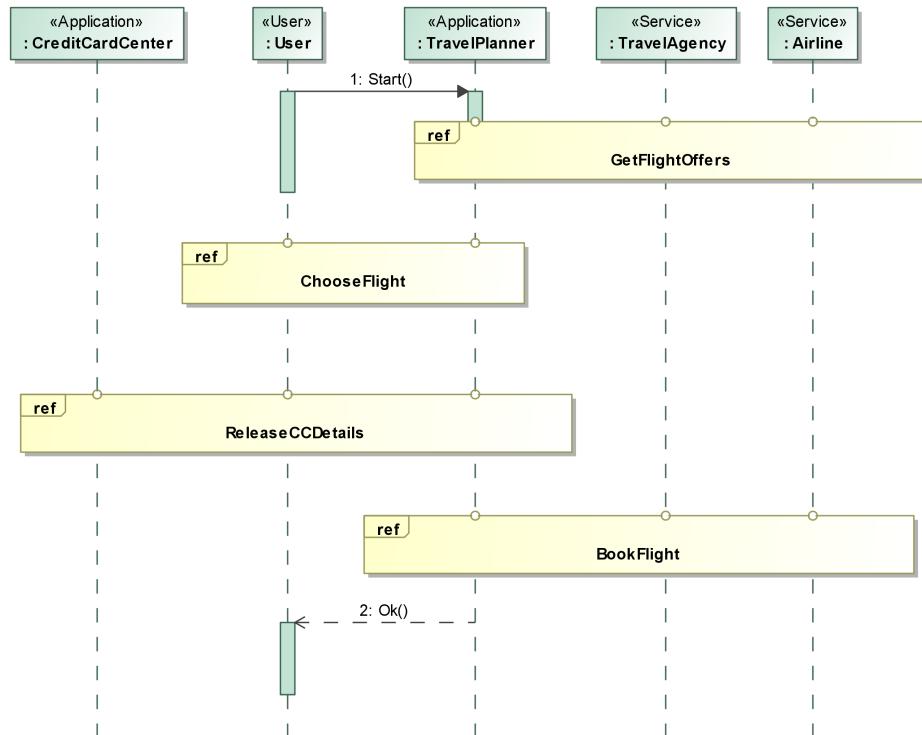 «Application»
: CreditCardCenter
«User»
: User
«Application»
: TravelPlanner
«Service»
: TravelAgency
«Service»
: Airline
1: Start()
ref
GetFlightOffers
ref
ChooseFlight
ref
ReleaseCCDetails
ref
BookFlight
2: Ok()